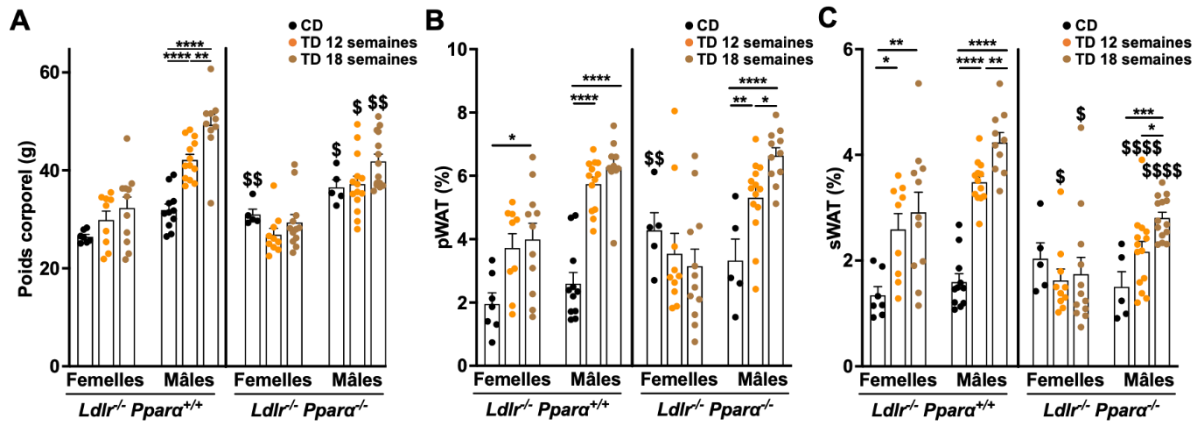 A
CD
TD 12 semaines
TD 18 semaines
Poids corporel (g)
60
40
20
0
****
**** **
$$
$
$
$$
Femelles Mâles Femelles Mâles
Ldlr-/- Pparα+/+ Ldlr-/- Pparα-/-
B
CD
TD 12 semaines
TD 18 semaines
pWAT (%)
10
8
6
4
2
0
*
****
****
$$
****
** *
Femelles Mâles Femelles Mâles
Ldlr-/- Pparα+/+ Ldlr-/- Pparα-/-
C
CD
TD 12 semaines
TD 18 semaines
sWAT (%)
6
4
2
0
**
*
****
**** **
$
$
***
*
$$$$
$$$$
Femelles Mâles Femelles Mâles
Ldlr-/- Pparα+/+ Ldlr-/- Pparα-/-